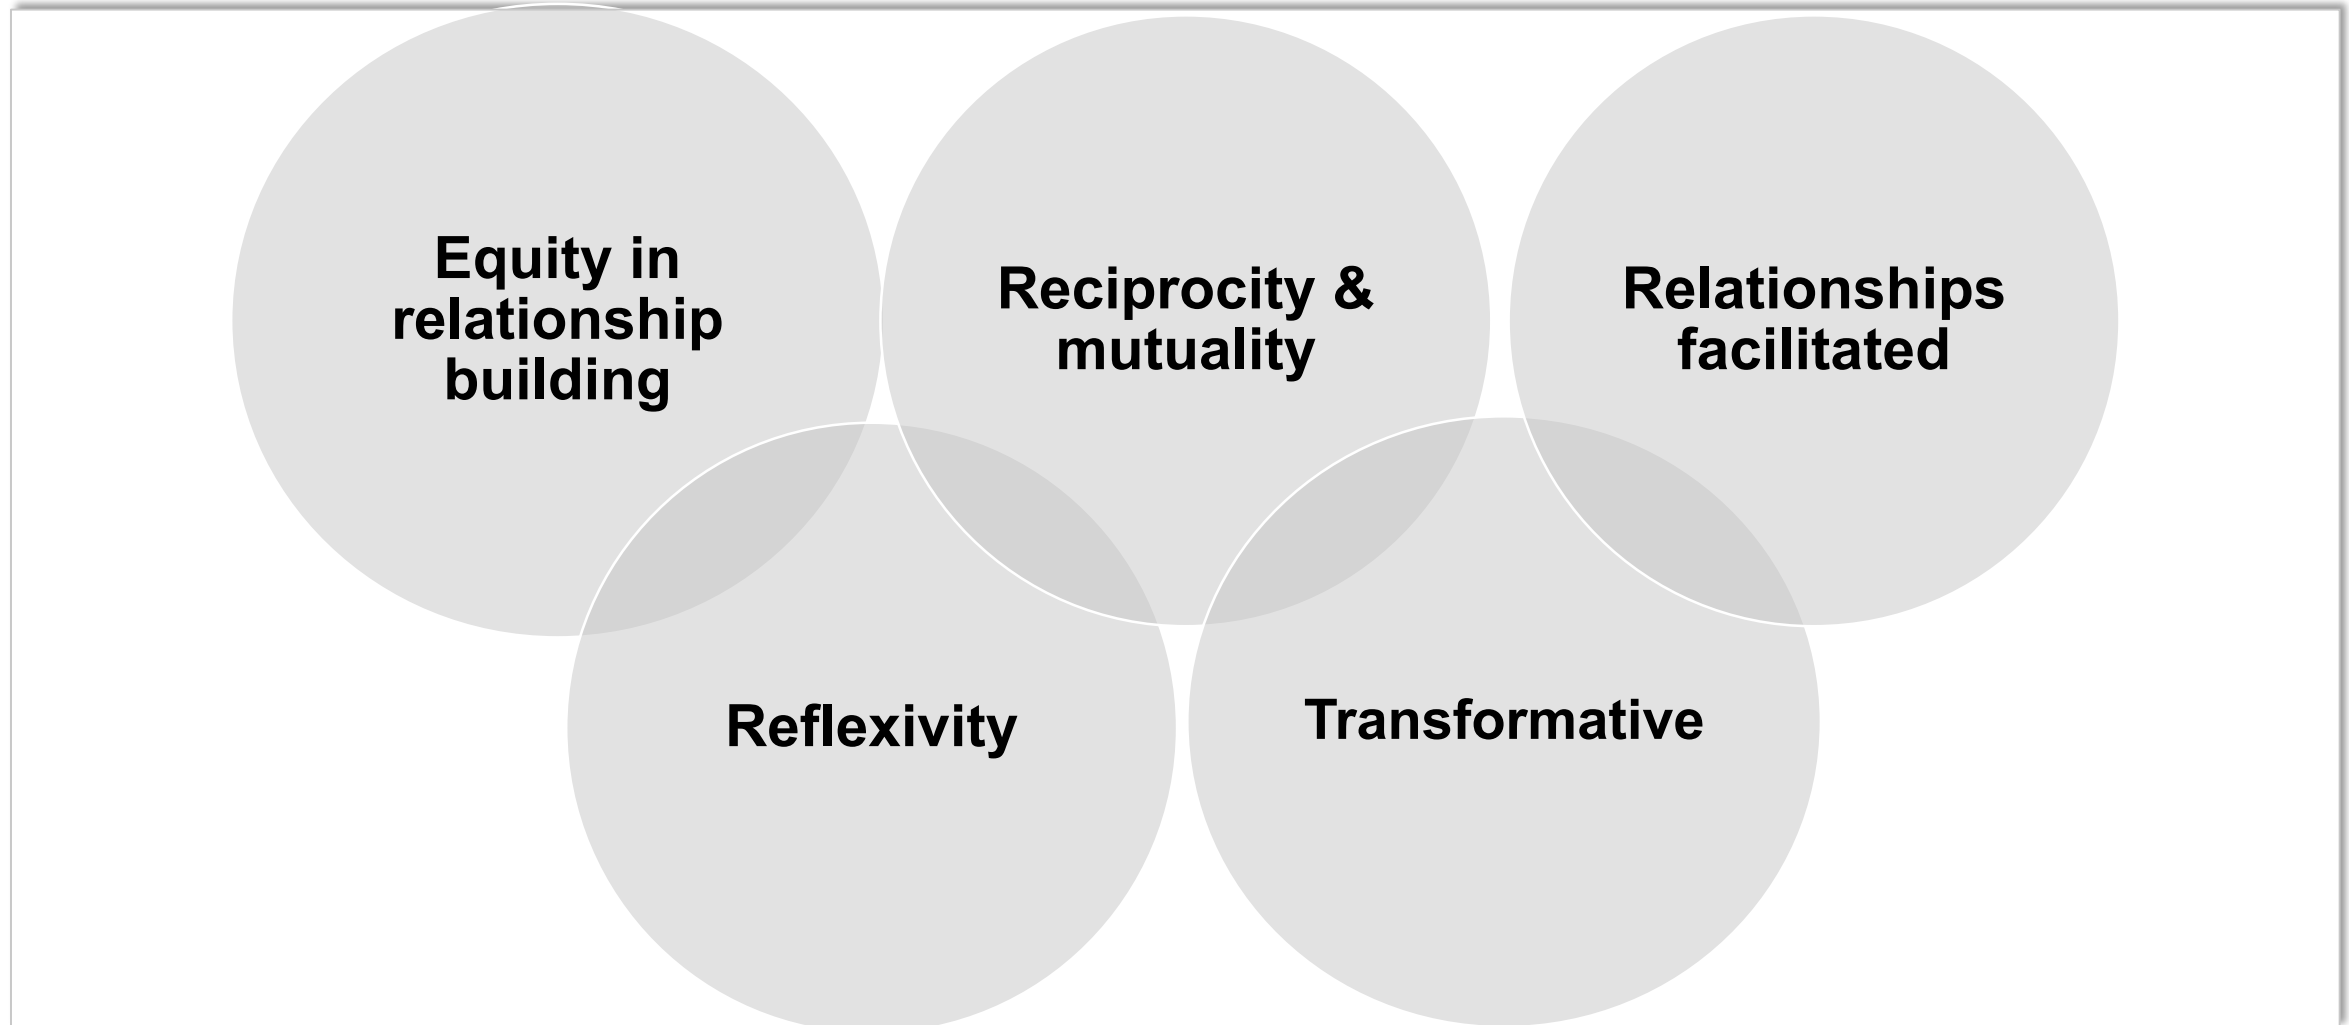 Equity in
relationship
building
Reciprocity &
mutuality
Relationships
facilitated
Reflexivity
Transformative